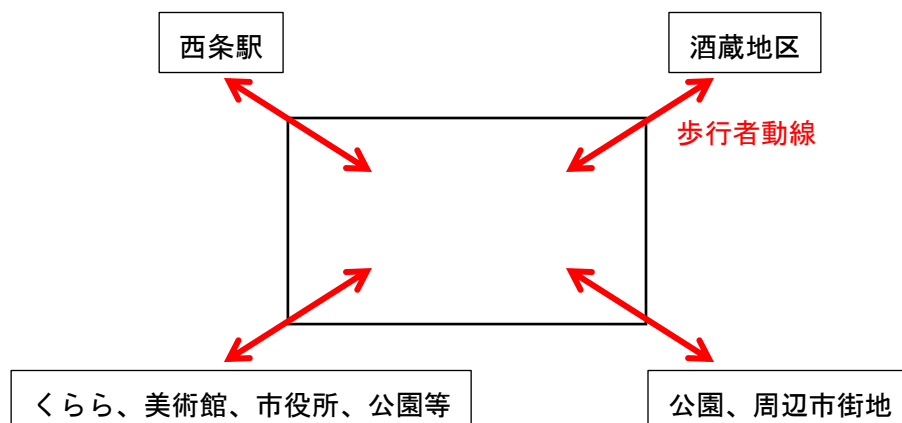 西条駅
酒蔵地区
歩行者動線
くらら、美術館、市役所、公園等
公園、周辺市街地